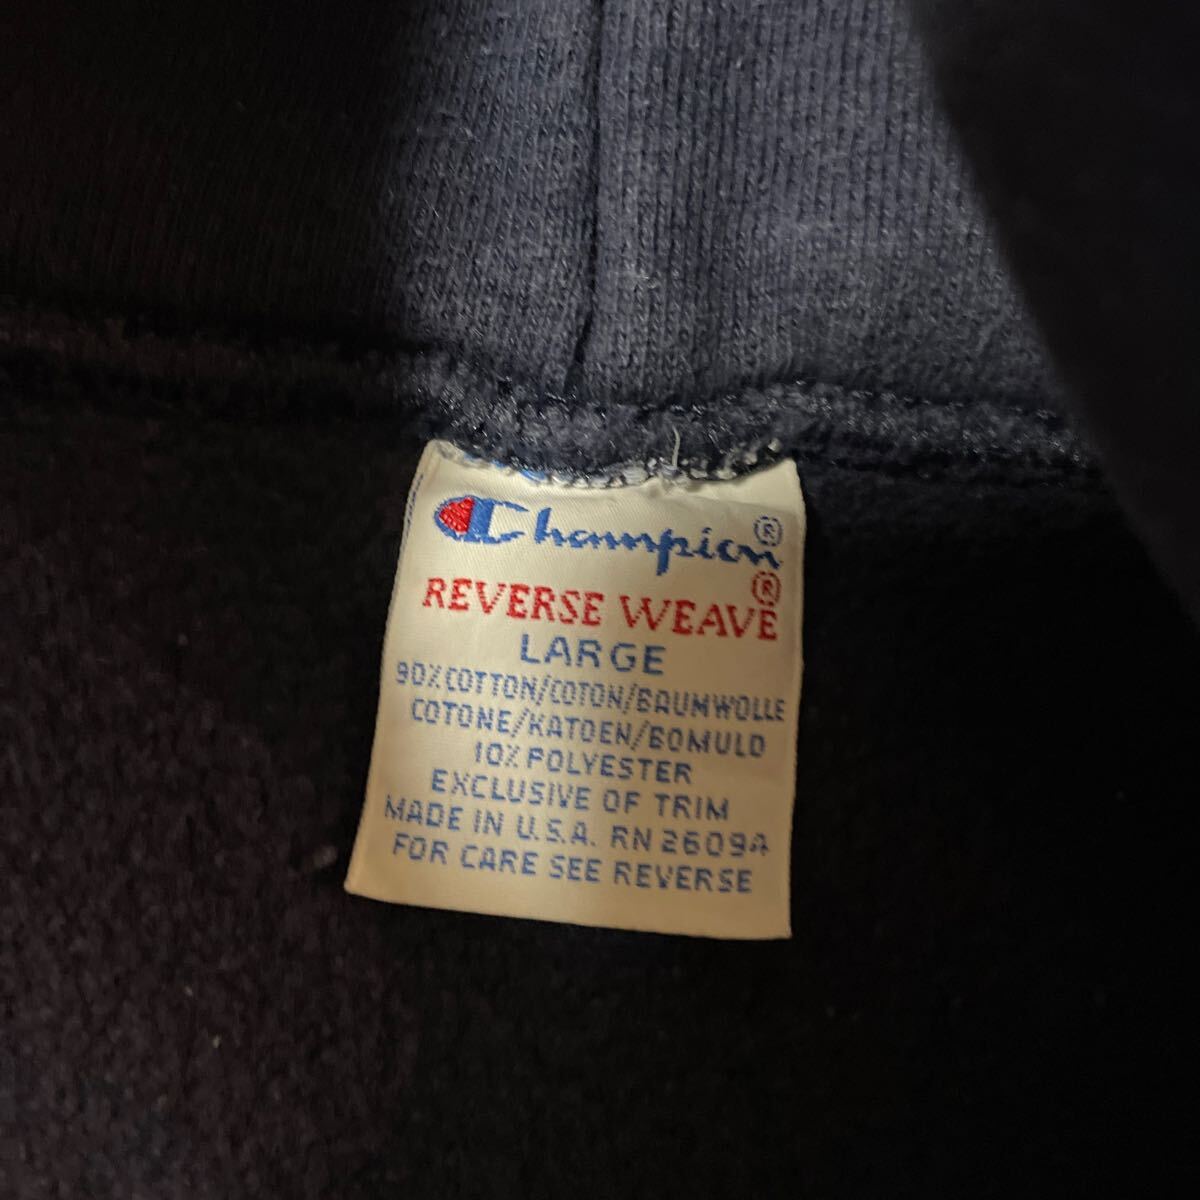 Champion®
REVERSE WEAVE®
LARGE
90% COTTON/COTON/BAUMWOLLE
COTONE/KATOEN/BOMULD
10% POLYESTER
EXCLUSIVE OF TRIM
MADE IN U.S.A. RN 26094
FOR CARE SEE REVERSE